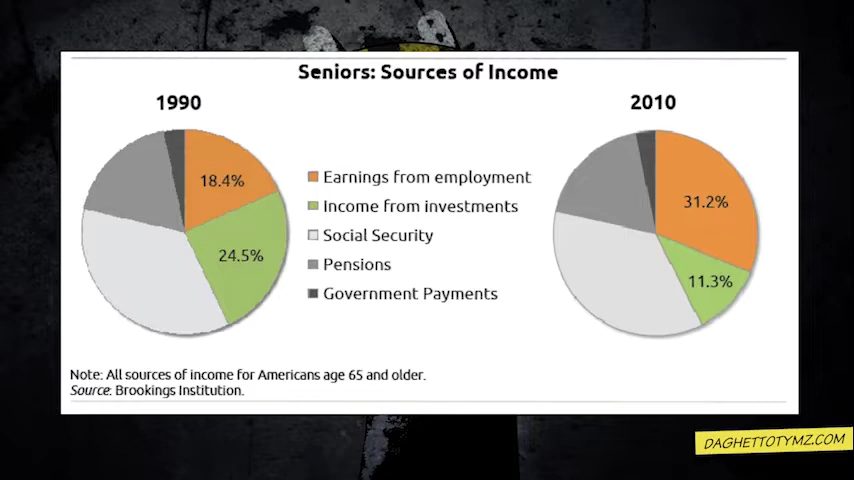 Seniors: Sources of Income
1990
2010
18.4%
24.5%
Earnings from employment
Income from investments
Social Security
Pensions
Government Payments
31.2%
11.3%
Note: All sources of income for Americans age 65 and older.
Source: Brookings Institution.
DAGHETTOTYMZ.COM